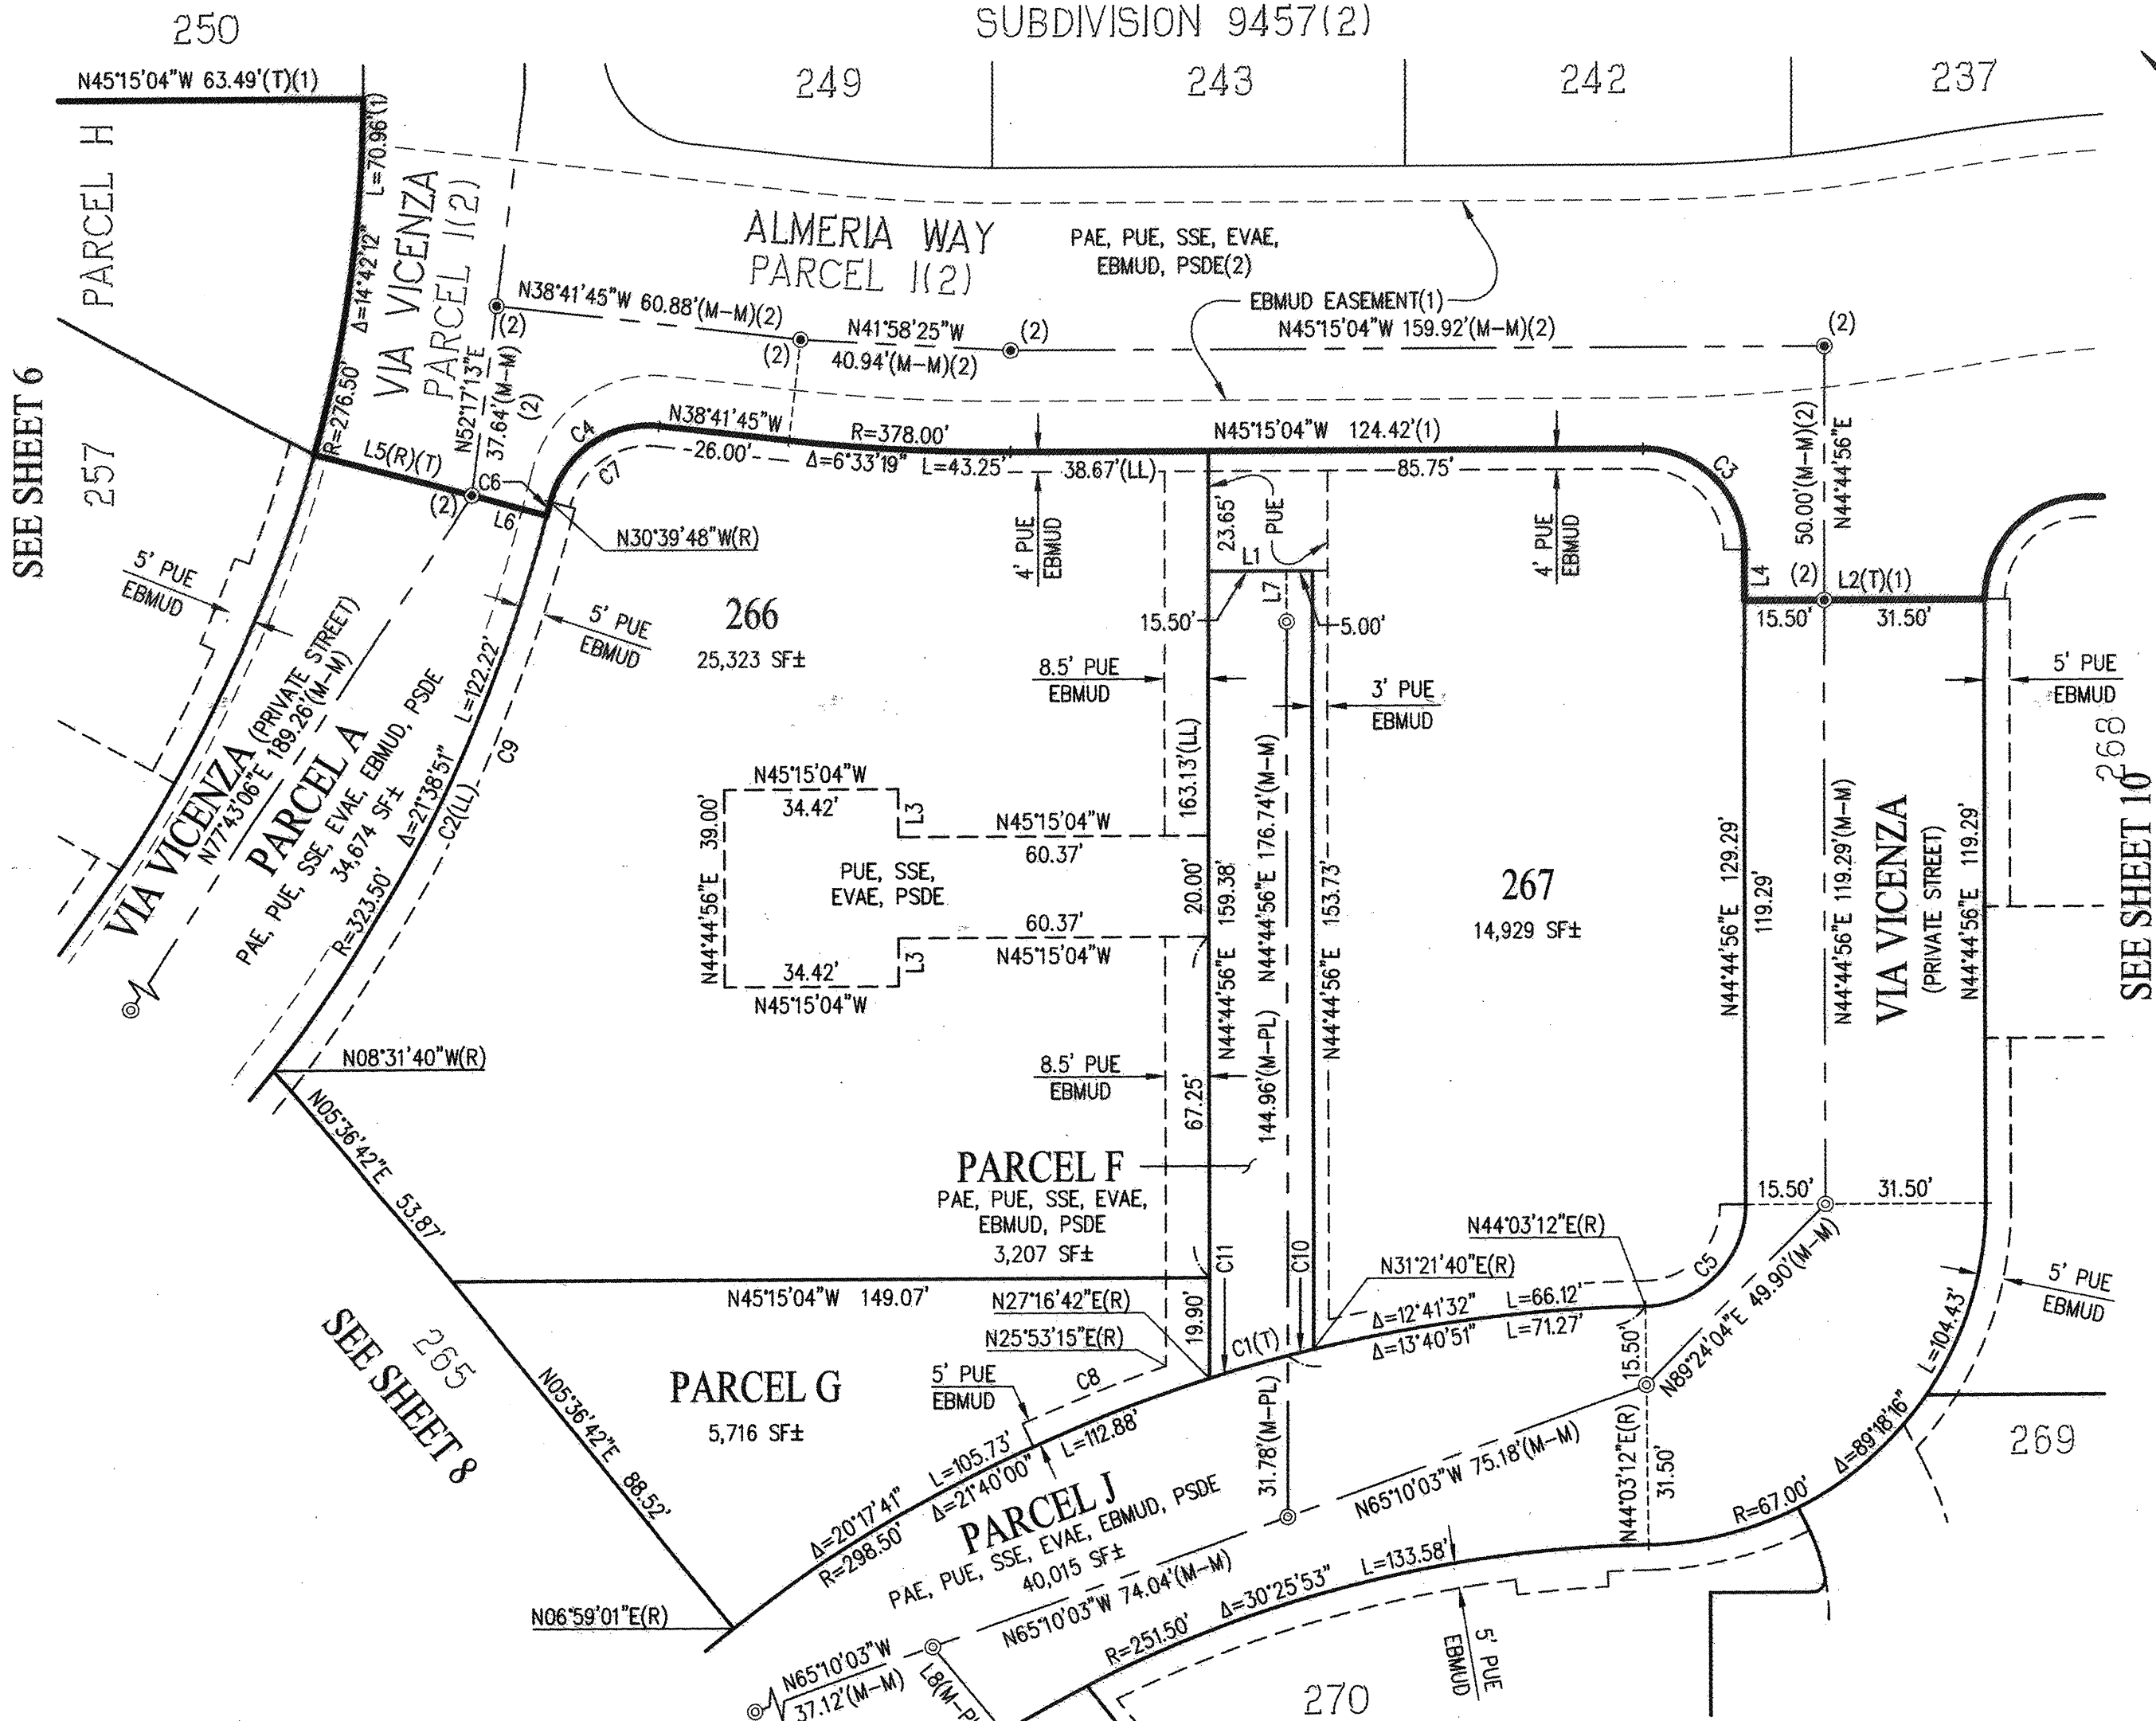 SUBDIVISION 9457(2)
250
249
243
242
237
N45°15'04"W 63.49'(T)(1)
PARCEL H
L=70.96'(1)
Δ=14°42'12"
R=276.50'
VIA VICENZA
PARCEL I(2)
ALMERIA WAY
PARCEL I(2)
PAE, PUE, SSE, EVAE,
EBMUD, PSDE(2)
EBMUD EASEMENT(1)
N38°41'45"W 60.88'(M-M)(2)
(2)
N41°58'25"W
40.94'(M-M)(2)
(2)
(2)
N45°15'04"W 159.92'(M-M)(2)
(2)
N52°17'13"E
37.64'(M-M)
(2)
SEE SHEET 6
257
L5(R)(T)
(2)
C6
L6
C4
C7
N38°41'45"W
26.00'
R=378.00'
Δ=6°33'19" L=43.25'
N45°15'04"W 124.42'(1)
38.67'(LL)
85.75'
C3
50.00'(M-M)(2)
N44°44'56"E
N30°39'48"W(R)
4' PUE
EBMUD
23.65'
PUE
L1
L7
4' PUE
EBMUD
L4
(2)
L2(T)(1)
15.50'
31.50'
5' PUE
EBMUD
5' PUE
EBMUD
266
25,323 SF±
15.50'
5.00'
8.5' PUE
EBMUD
3' PUE
EBMUD
5' PUE
EBMUD
268
SEE SHEET 10
VIA VICENZA (PRIVATE STREET)
N77°43'06"E 189.26'(M-M)
PARCEL A
PAE, PUE, SSE, EVAE, EBMUD, PSDE
34,674 SF±
L=122.22'
Δ=21°38'51"
R=323.50'
C2(LL)
C9
N45°15'04"W
34.42'
L3
N44°44'56"E 39.00'
PUE, SSE,
EVAE, PSDE
N45°15'04"W
60.37'
60.37'
N45°15'04"W
L3
34.42'
N45°15'04"W
163.13'(LL)
20.00'
67.25'
N44°44'56"E 159.38'
144.96'(M-PL)
N44°44'56"E 176.74'(M-M)
N44°44'56"E 153.73'
267
14,929 SF±
N44°44'56"E 129.29'
119.29'
N44°44'56"E 119.29'(M-M)
VIA VICENZA
(PRIVATE STREET)
N44°44'56"E 119.29'
N08°31'40"W(R)
8.5' PUE
EBMUD
N05°36'42"E 53.87'
PARCEL F
PAE, PUE, SSE, EVAE,
EBMUD, PSDE
3,207 SF±
C11
C10
15.50'
31.50'
N44°03'12"E(R)
N31°21'40"E(R)
C5
49.90'(M-M)
N89°24'04"E
5' PUE
EBMUD
N45°15'04"W 149.07'
N27°16'42"E(R)
N25°53'15"E(R)
19.90'
C1(T)
Δ=12°41'32"
L=66.12'
Δ=13°40'51"
L=71.27'
15.50'
L=104.43'
SEE SHEET 8
265
N05°36'42"E 88.52'
PARCEL G
5,716 SF±
5' PUE
EBMUD
C8
L=105.73'
L=112.88'
Δ=20°17'41"
Δ=21°40'00"
R=298.50'
PARCEL J
PAE, PUE, SSE, EVAE, EBMUD, PSDE
40,015 SF±
31.78'(M-PL)
N65°10'03"W 75.18'(M-M)
N44°03'12"E(R)
31.50'
Δ=89°18'16"
R=67.00'
269
N06°59'01"E(R)
N65°10'03"W 74.04'(M-M)
R=251.50'
Δ=30°25'53"
L=133.58'
5' PUE
EBMUD
N65°10'03"W
37.12'(M-M)
270